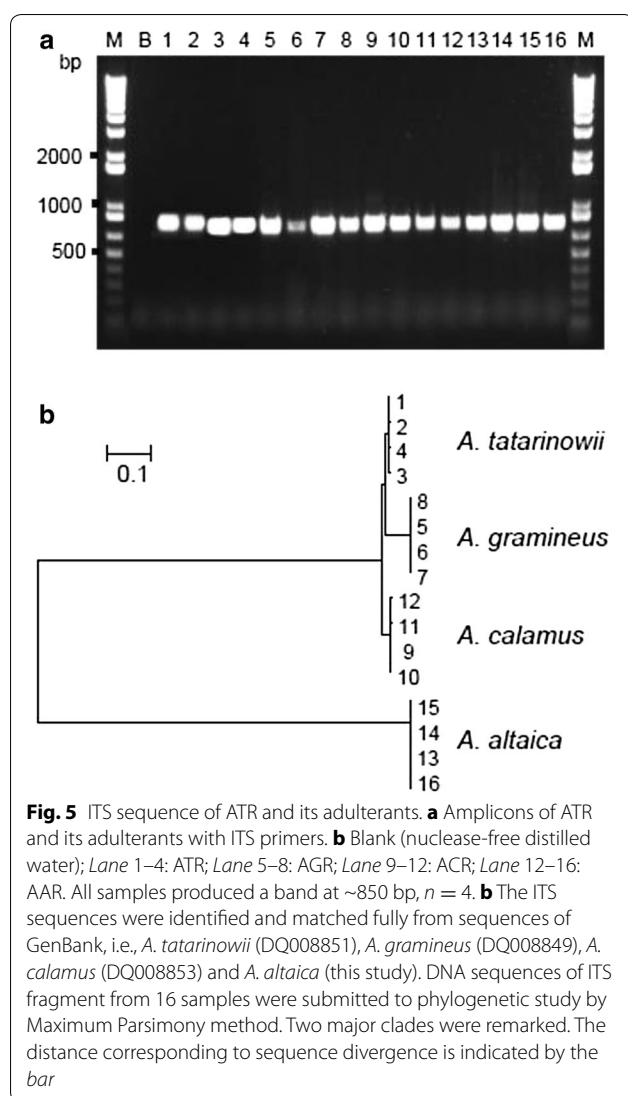 a
M B 1 2 3 4 5 6 7 8 9 10 11 12 13 14 15 16 M
bp
2000
1000
500
b
0.1
1
2
4
3
A. tatarinowii
8
5
6
7
A. gramineus
12
11
9
10
A. calamus
15
14
13
16
A. altaica
Fig. 5 ITS sequence of ATR and its adulterants. a Amplicons of ATR
and its adulterants with ITS primers. b Blank (nuclease-free distilled
water); Lane 1–4: ATR; Lane 5–8: AGR; Lane 9–12: ACR; Lane 12–16:
AAR. All samples produced a band at ~850 bp, n = 4. b The ITS
sequences were identified and matched fully from sequences of
GenBank, i.e., A. tatarinowii (DQ008851), A. gramineus (DQ008849), A.
calamus (DQ008853) and A. altaica (this study). DNA sequences of ITS
fragment from 16 samples were submitted to phylogenetic study by
Maximum Parsimony method. Two major clades were remarked. The
distance corresponding to sequence divergence is indicated by the
bar